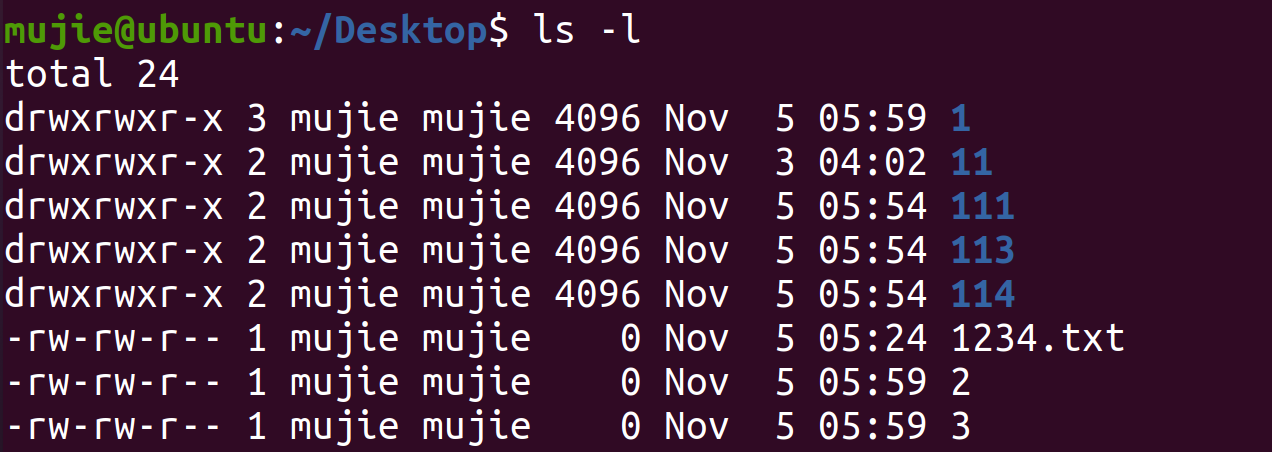 mujie@ubuntu:~/Desktop$ ls -l
total 24
drwxrwxr-x 3 mujie mujie 4096 Nov  5 05:59 1
drwxrwxr-x 2 mujie mujie 4096 Nov  3 04:02 11
drwxrwxr-x 2 mujie mujie 4096 Nov  5 05:54 111
drwxrwxr-x 2 mujie mujie 4096 Nov  5 05:54 113
drwxrwxr-x 2 mujie mujie 4096 Nov  5 05:54 114
-rw-rw-r-- 1 mujie mujie    0 Nov  5 05:24 1234.txt
-rw-rw-r-- 1 mujie mujie    0 Nov  5 05:59 2
-rw-rw-r-- 1 mujie mujie    0 Nov  5 05:59 3